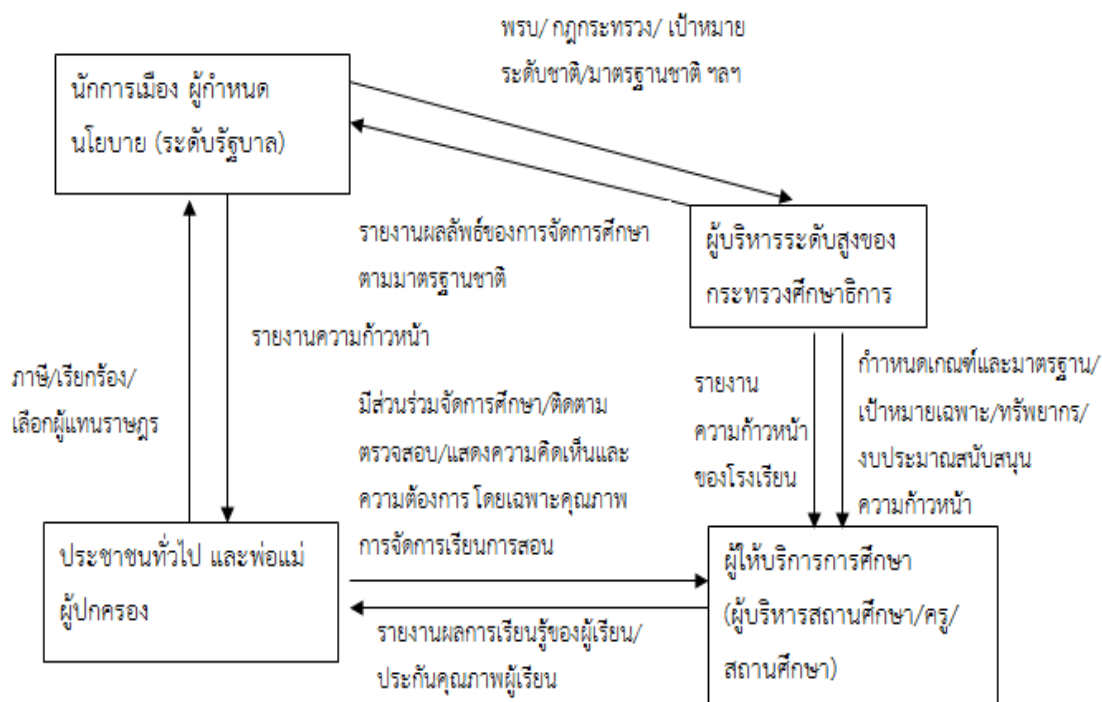 พรบ/ กฎกระทรวง/ เป้าหมาย
ระดับชาติ/มาตรฐานชาติ ฯลฯ
นักการเมือง ผู้กำหนด
นโยบาย (ระดับรัฐบาล)
รายงานผลลัพธ์ของการจัดการศึกษา
ตามมาตรฐานชาติ
ผู้บริหารระดับสูงของ
กระทรวงศึกษาธิการ
รายงานความก้าวหน้า
ภาษี/เรียกร้อง/
เลือกผู้แทนราษฎร
มีส่วนร่วมจัดการศึกษา/ติดตาม
ตรวจสอบ/แสดงความคิดเห็นและ
ความต้องการ โดยเฉพาะคุณภาพ
การจัดการเรียนการสอน
รายงาน
ความก้าวหน้า
ของโรงเรียน
กำาหนดเกณฑ์และมาตรฐาน/
เป้าหมายเฉพาะ/ทรัพยากร/
งบประมาณสนับสนุน
ความก้าวหน้า
ประชาชนทั่วไป และพ่อแม่
ผู้ปกครอง
ผู้ให้บริการการศึกษา
(ผู้บริหารสถานศึกษา/ครู/
สถานศึกษา)
รายงานผลการเรียนรู้ของผู้เรียน/
ประกันคุณภาพผู้เรียน